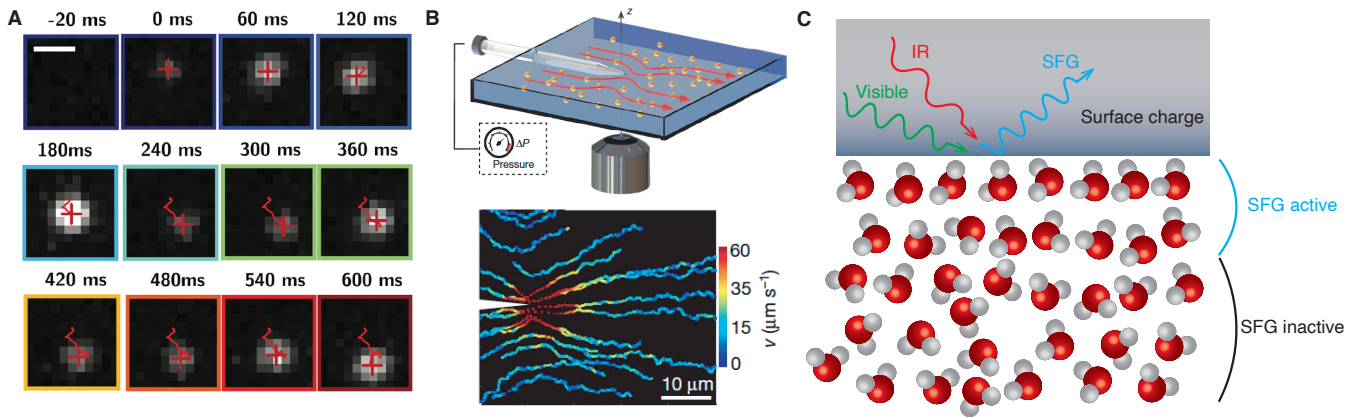 A
-20 ms
0 ms
60 ms
120 ms
180ms
240 ms
300 ms
360 ms
420 ms
480ms
540 ms
600 ms
B
z
ΔP
Pressure
60
35
15
0
v (μm s⁻¹)
10 μm
C
IR
SFG
Visible
Surface charge
SFG active
SFG inactive